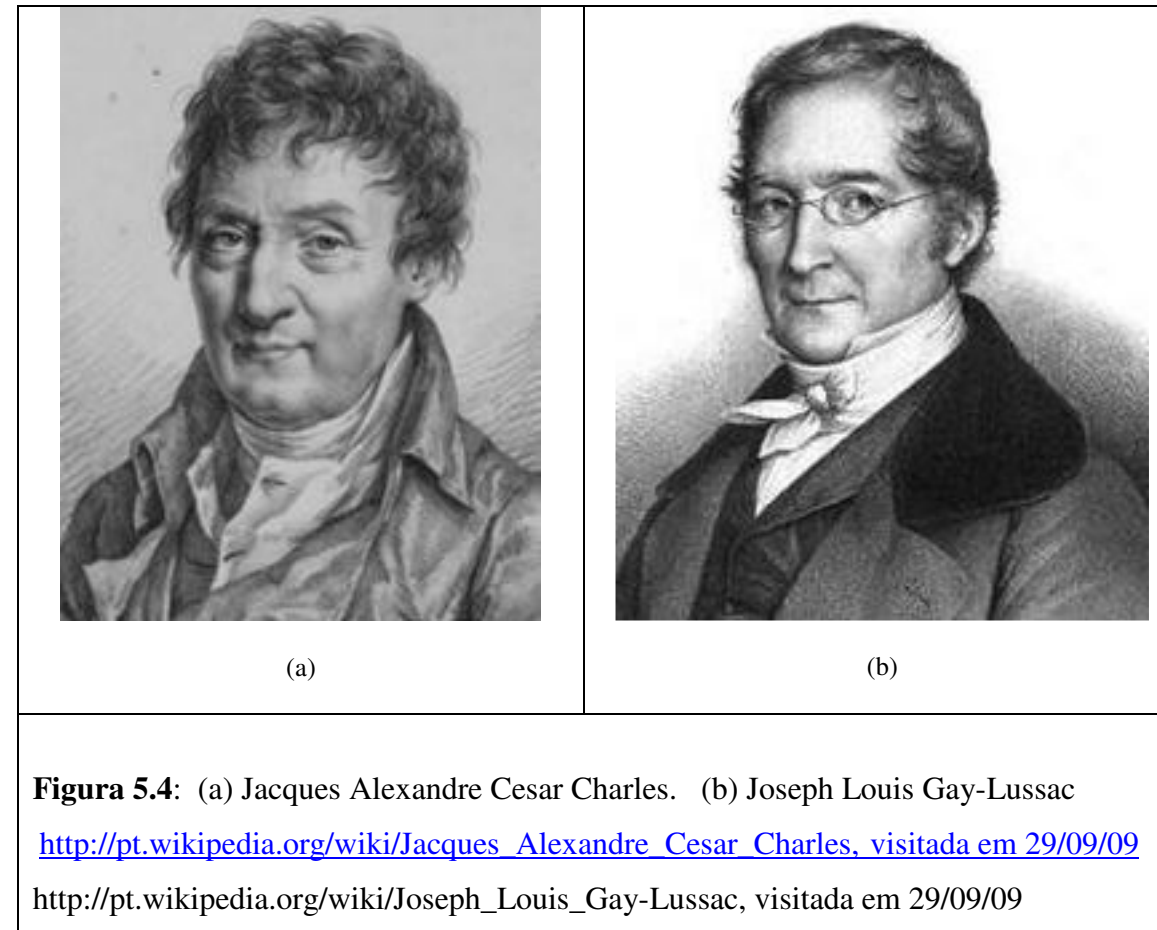 (a)
(b)
Figura 5.4: (a) Jacques Alexandre Cesar Charles. (b) Joseph Louis Gay-Lussac
http://pt.wikipedia.org/wiki/Jacques_Alexandre_Cesar_Charles, visitada em 29/09/09
http://pt.wikipedia.org/wiki/Joseph_Louis_Gay-Lussac, visitada em 29/09/09